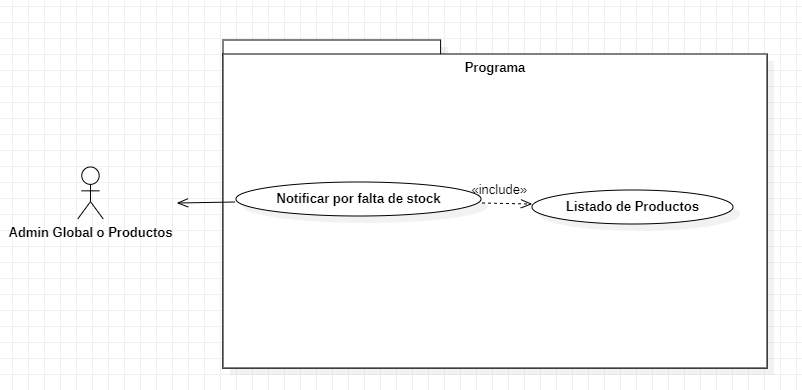 Programa
Notificar por falta de stock
«include»
Listado de Productos
Admin Global o Productos